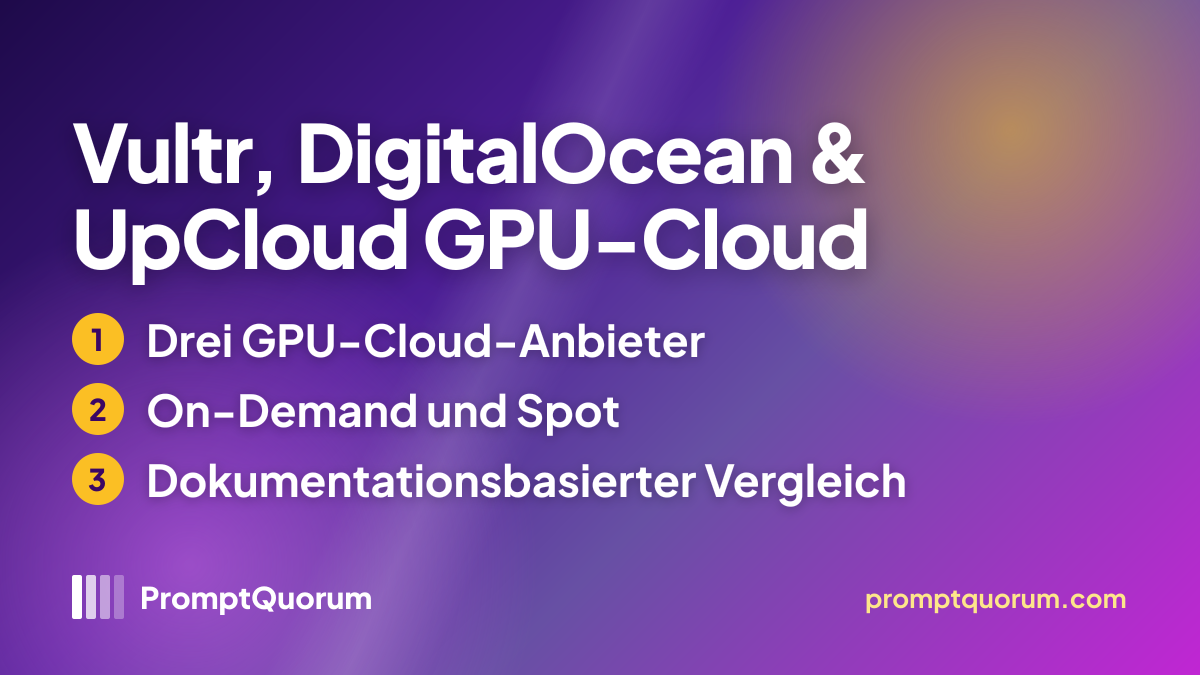 Vultr, DigitalOcean &
UpCloud GPU-Cloud
1 Drei GPU-Cloud-Anbieter
2 On-Demand und Spot
3 Dokumentationsbasierter Vergleich
PromptQuorum
promptquorum.com